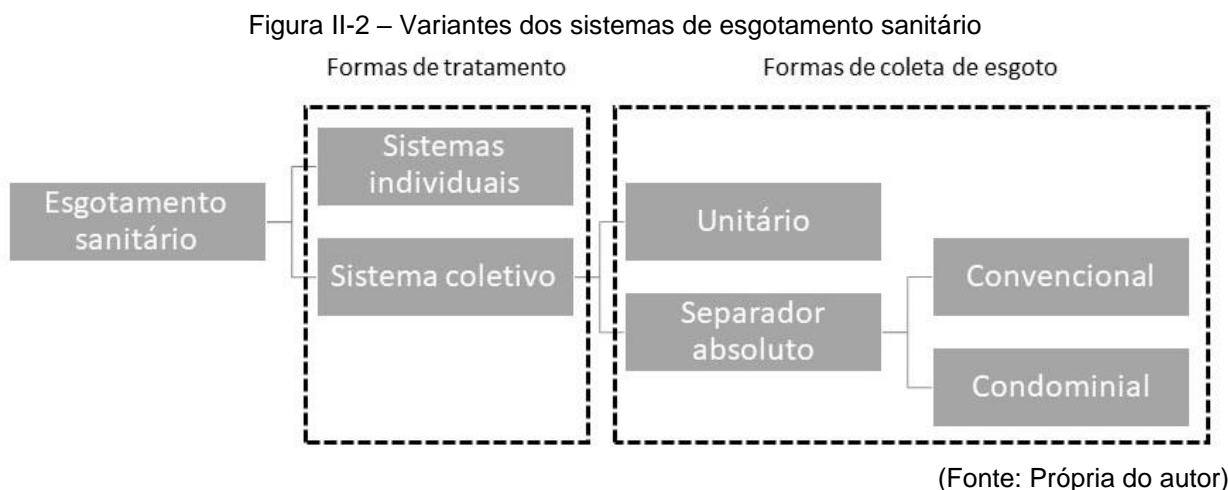 Figura II-2 – Variantes dos sistemas de esgotamento sanitário
Formas de tratamento
Formas de coleta de esgoto
Esgotamento
sanitário
Sistemas
individuais
Sistema coletivo
Unitário
Separador
absoluto
Convencional
Condominial
(Fonte: Própria do autor)